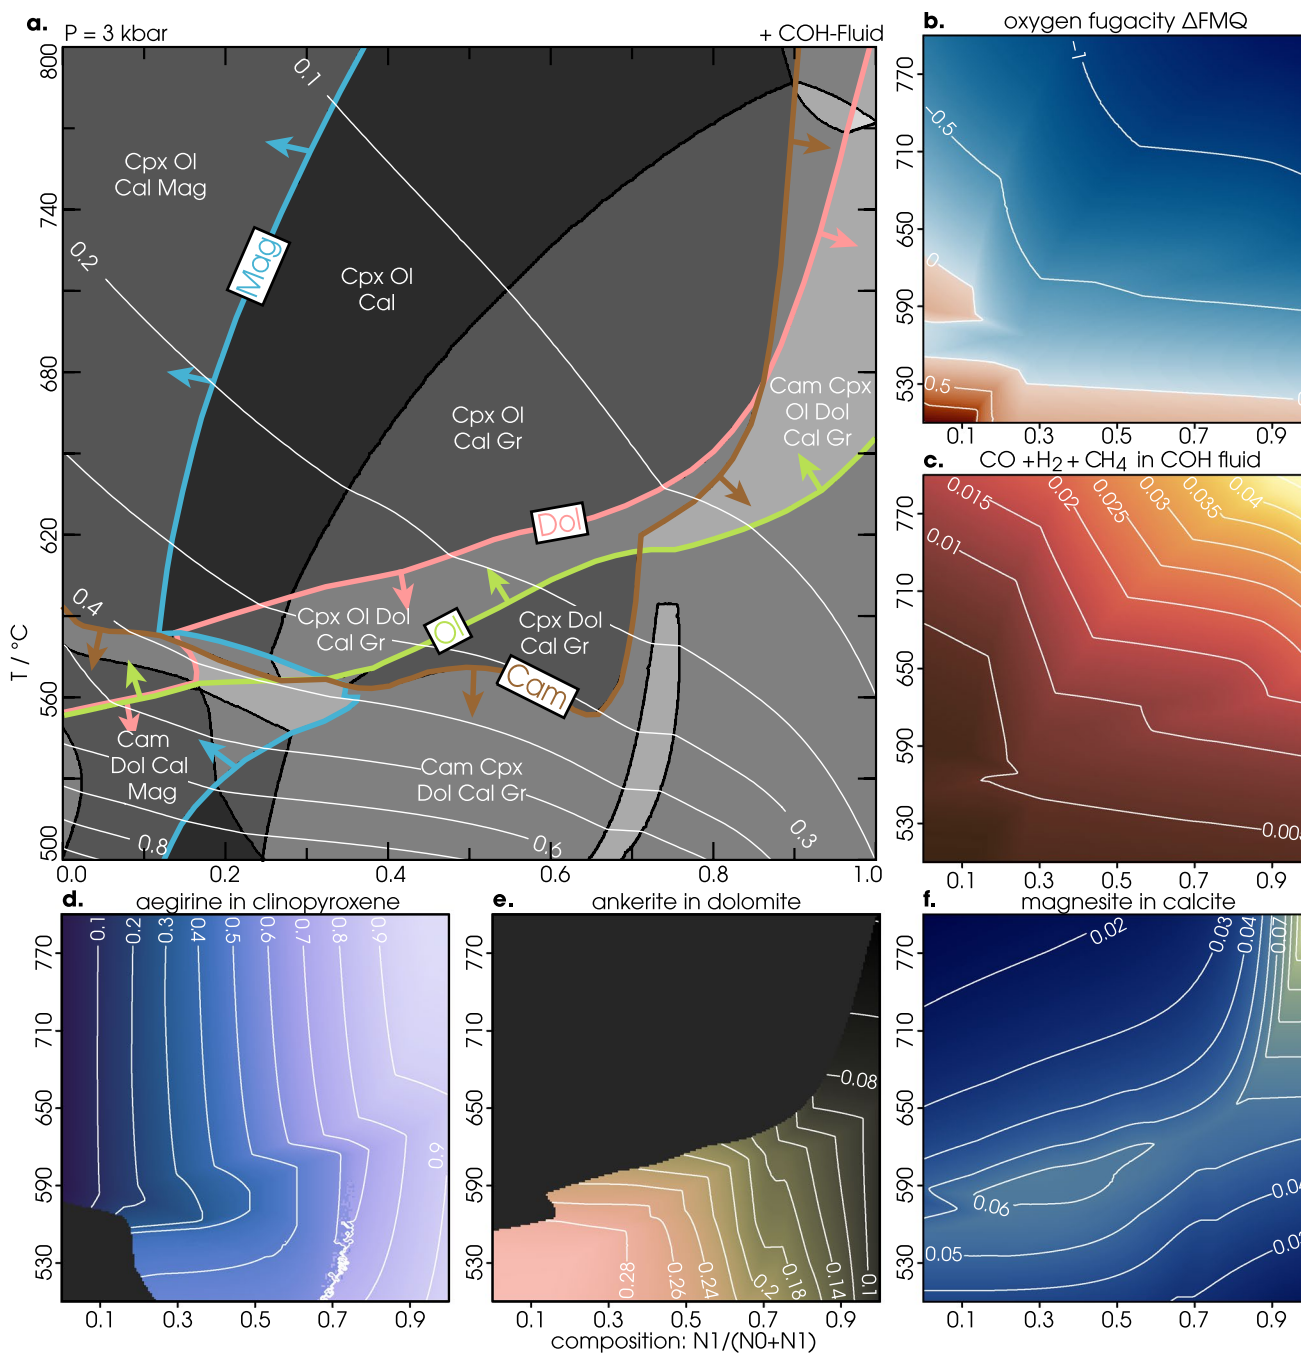 a.
P = 3 kbar
+ COH-Fluid
800
740
680
620
560
500
T / °C
0.0
0.2
0.4
0.6
0.8
1.0
0.1
0.2
0.4
0.8
0.6
0.3
Cpx Ol
Cal Mag
Mag
Cpx Ol
Cal
Cpx Ol
Cal Gr
Cam Cpx
Ol Dol
Cal Gr
Dol
Cpx Ol Dol
Cal Gr
Ol
Cpx Dol
Cal Gr
Cam
Cam
Dol Cal
Mag
Cam Cpx
Dol Cal Gr
b.
oxygen fugacity ΔFMQ
770
710
650
590
530
0.1
0.3
0.5
0.7
0.9
−1
−0.5
0
0.5
c.
CO +H2 + CH4 in COH fluid
770
710
650
590
530
0.1
0.3
0.5
0.7
0.9
0.01
0.015
0.02
0.025
0.03
0.035
0.04
0.005
d.
aegirine in clinopyroxene
770
710
650
590
530
0.1
0.3
0.5
0.7
0.9
0.1
0.2
0.3
0.4
0.5
0.6
0.7
0.8
0.9
0.9
e.
ankerite in dolomite
770
710
650
590
530
0.1
0.3
0.5
0.7
0.9
0.08
0.28
0.26
0.24
0.2
0.18
0.14
0.1
composition: N1/(N0+N1)
f.
magnesite in calcite
770
710
650
590
530
0.1
0.3
0.5
0.7
0.9
0.02
0.03
0.04
0.07
0.06
0.05
0.04